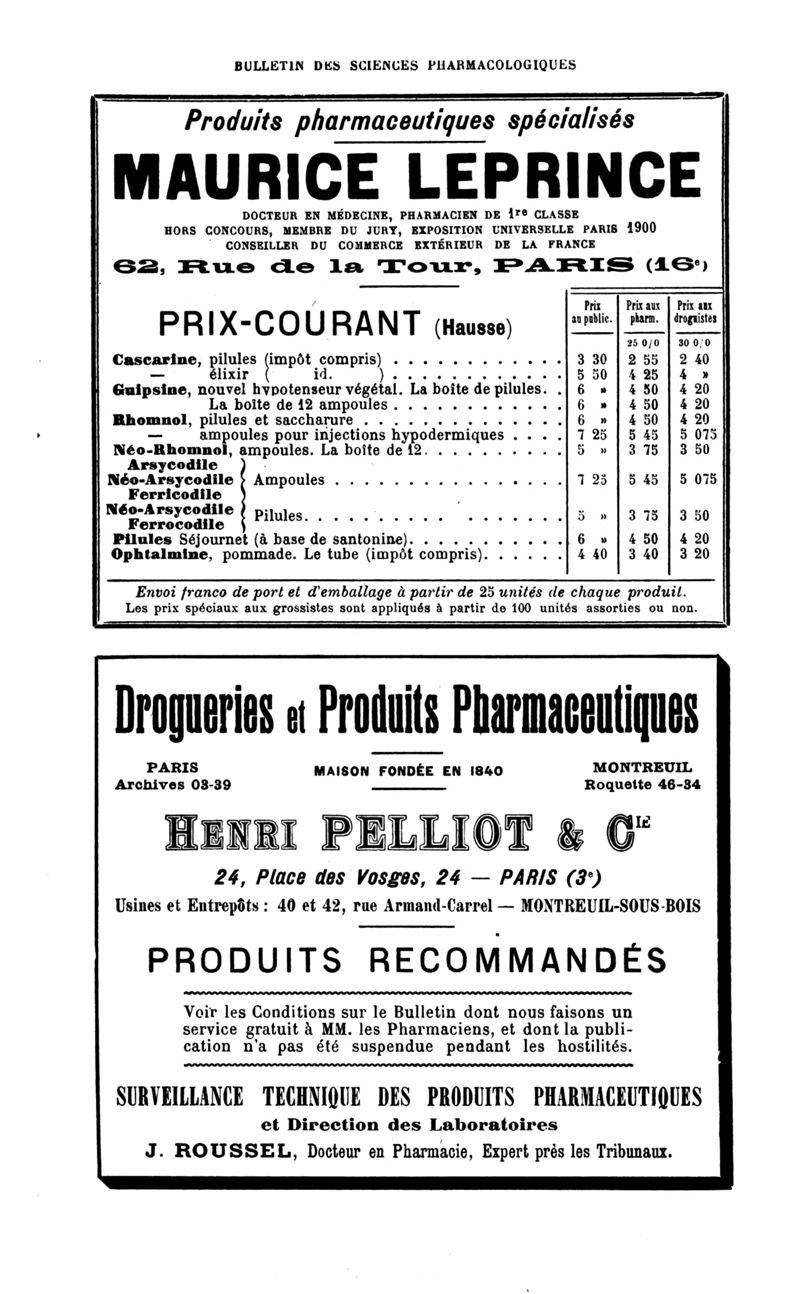 BULLETIN DES SCIENCES PHARMACOLOGIQUES
Produits pharmaceutiques spécialisés
MAURICE LEPRINCE
DOCTEUR EN MÉDECINE, PHARMACIEN DE 1re CLASSE
HORS CONCOURS, MEMBRE DU JURY, EXPOSITION UNIVERSELLE PARIS 1900
CONSEILLER DU COMMERCE EXTÉRIEUR DE LA FRANCE
62, Rue de la Tour, PARIS (16e)
PRIX-COURANT (Hausse)
Prix au public. Prix aux pharm. Prix aux droguistes
25 0/0 30 0/0
Cascarine, pilules (impôt compris) . . . . . . . . . . . . 3 30 2 55 2 40
— élixir ( id. ) . . . . . . . . . . . . 5 50 4 25 4 »
Guipsine, nouvel hypotenseur végétal. La boîte de pilules. . 6 » 4 50 4 20
La boîte de 12 ampoules . . . . . . . . . . . . 6 » 4 50 4 20
Rhomnol, pilules et saccharure . . . . . . . . . . . . . . 6 » 4 50 4 20
— ampoules pour injections hypodermiques . . . . 7 25 5 45 5 075
Néo-Rhomnol, ampoules. La boîte de 12. . . . . . . . . . 5 » 3 75 3 50
Arsycodile
Néo-Arsycodile } Ampoules . . . . . . . . . . . . . . . . 7 25 5 45 5 075
Ferricodile
Néo-Arsycodile
Ferrocodile } Pilules. . . . . . . . . . . . . . . . . 5 » 3 75 3 50
Pilules Séjournet (à base de santonine). . . . . . . . . . . 6 » 4 50 4 20
Ophtalmine, pommade. Le tube (impôt compris). . . . . . 4 40 3 40 3 20
Envoi franco de port et d'emballage à partir de 25 unités de chaque produit.
Les prix spéciaux aux grossistes sont appliqués à partir de 100 unités assorties ou non.
Drogueries et Produits Pharmaceutiques
PARIS MAISON FONDÉE EN 1840 MONTREUIL
Archives 03-39 Roquette 46-34
HENRI PELLIOT & CIE
24, Place des Vosges, 24 — PARIS (3e)
Usines et Entrepôts : 40 et 42, rue Armand-Carrel — MONTREUIL-SOUS-BOIS
PRODUITS RECOMMANDÉS
Voir les Conditions sur le Bulletin dont nous faisons un
service gratuit à MM. les Pharmaciens, et dont la publi-
cation n'a pas été suspendue pendant les hostilités.
SURVEILLANCE TECHNIQUE DES PRODUITS PHARMACEUTIQUES
et Direction des Laboratoires
J. ROUSSEL, Docteur en Pharmacie, Expert près les Tribunaux.